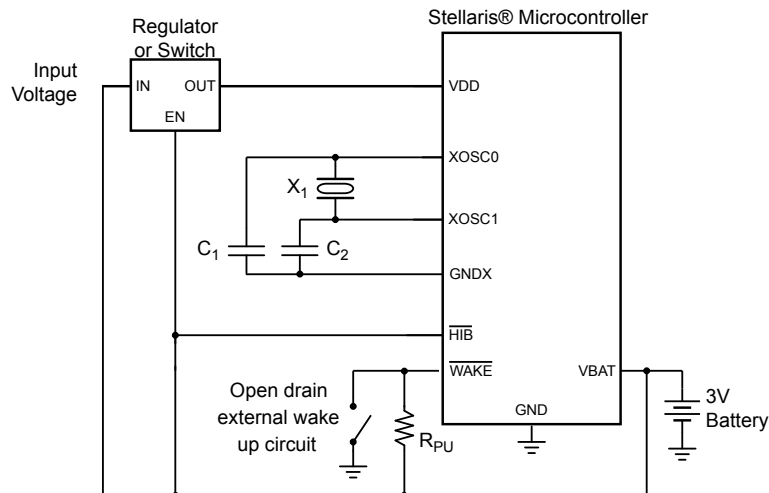 Stellaris® Microcontroller
Regulator
or Switch
Input
Voltage
IN
OUT
EN
VDD
XOSC0
X1
XOSC1
C1
C2
GNDX
HIB
WAKE
VBAT
Open drain
external wake
up circuit
RPU
GND
3V
Battery